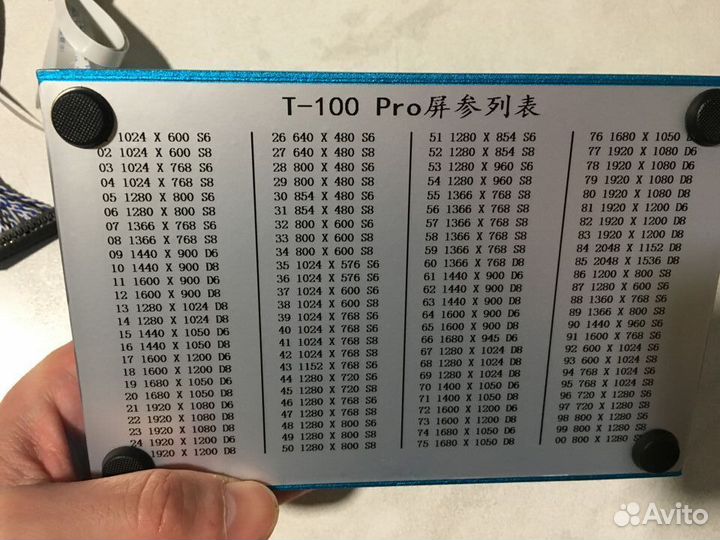 T-100 Pro屏参列表
1024 X 600 S6
02 1024 X 600 S8
03 1024 X 768 S6
04 1024 X 768 S8
05 1280 X 800 S6
06 1280 X 800 S8
07 1366 X 768 S6
08 1366 X 768 S8
09 1440 X 900 D6
10 1440 X 900 D8
11 1600 X 900 D6
12 1600 X 900 D8
13 1280 X 1024 D8
14 1280 X 1024 D8
15 1440 X 1050 D6
16 1440 X 1050 D8
17 1600 X 1200 D6
18 1600 X 1200 D8
19 1680 X 1050 D6
20 1680 X 1050 D8
21 1920 X 1080 D6
22 1920 X 1080 D8
23 1920 X 1080 D8
24 1920 X 1200 D6
1920 X 1200 D8
26 640 X 480 S6
27 640 X 480 S8
28 800 X 480 S6
29 800 X 480 S8
30 854 X 480 S6
31 854 X 480 S8
32 800 X 600 S6
33 800 X 600 S8
34 800 X 600 S8
35 1024 X 576 S6
36 1024 X 576 S6
37 1024 X 600 S6
38 1024 X 600 S8
39 1024 X 768 S6
40 1024 X 768 S6
41 1024 X 768 S8
42 1024 X 768 S8
43 1152 X 768 S8
44 1280 X 720 S6
45 1280 X 720 S8
46 1280 X 768 S6
47 1280 X 768 S8
48 1280 X 800 S6
49 1280 X 800 S8
50 1280 X 800 S8
51 1280 X 854 S6
52 1280 X 854 S8
53 1280 X 960 S6
54 1280 X 960 S8
55 1366 X 768 S6
56 1366 X 768 S6
57 1366 X 768 S6
58 1366 X 768 S8
59 1366 X 768 S8
60 1366 X 768 D8
61 1440 X 900 D6
62 1440 X 900 D8
63 1440 X 900 D8
64 1600 X 900 D6
65 1600 X 900 D8
66 1680 X 945 D6
67 1280 X 1024 D8
68 1280 X 1024 D8
69 1280 X 1024 D8
70 1400 X 1050 D6
71 1400 X 1050 D8
72 1600 X 1200 D6
73 1600 X 1200 D8
74 1680 X 1050 D6
75 1680 X 1050 D8
76 1680 X 1050 D
77 1920 X 1080 D6
78 1920 X 1080 D6
79 1920 X 1080 D8
80 1920 X 1080 D8
81 1920 X 1200 D6
82 1920 X 1200 D8
83 1920 X 1200 D8
84 2048 X 1152 D8
85 2048 X 1536 D8
86 1200 X 800 S8
87 1280 X 600 S8
88 1360 X 768 S6
89 1366 X 800 S8
90 1440 X 960 S6
91 1600 X 768 S8
92 600 X 1024 S6
93 600 X 1024 S8
94 768 X 1024 S6
95 768 X 1024 S8
96 720 X 1280 S6
97 720 X 1280 S8
98 800 X 1280 S6
99 800 X 1280 S8
00 800 X 1280 S
Avito